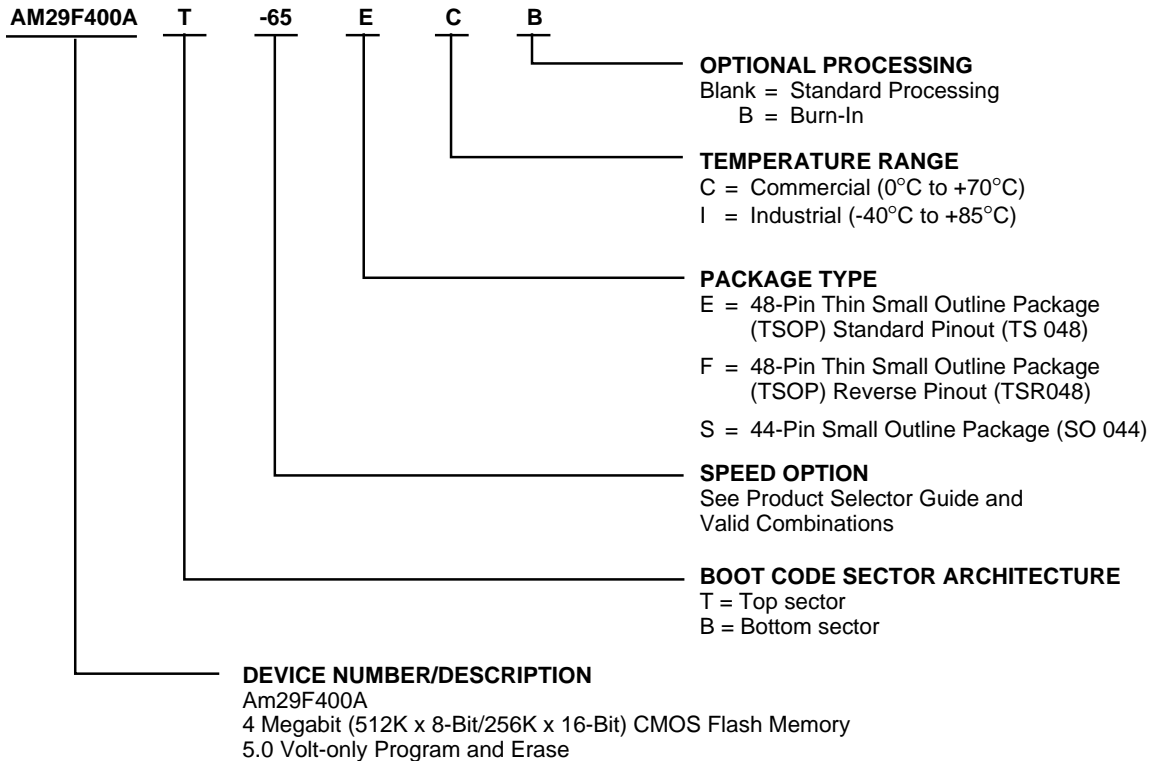 AM29F400A T -65 E C B
OPTIONAL PROCESSING
Blank = Standard Processing
B = Burn-In
TEMPERATURE RANGE
C = Commercial (0°C to +70°C)
I = Industrial (-40°C to +85°C)
PACKAGE TYPE
E = 48-Pin Thin Small Outline Package
(TSOP) Standard Pinout (TS 048)
F = 48-Pin Thin Small Outline Package
(TSOP) Reverse Pinout (TSR048)
S = 44-Pin Small Outline Package (SO 044)
SPEED OPTION
See Product Selector Guide and
Valid Combinations
BOOT CODE SECTOR ARCHITECTURE
T = Top sector
B = Bottom sector
DEVICE NUMBER/DESCRIPTION
Am29F400A
4 Megabit (512K x 8-Bit/256K x 16-Bit) CMOS Flash Memory
5.0 Volt-only Program and Erase